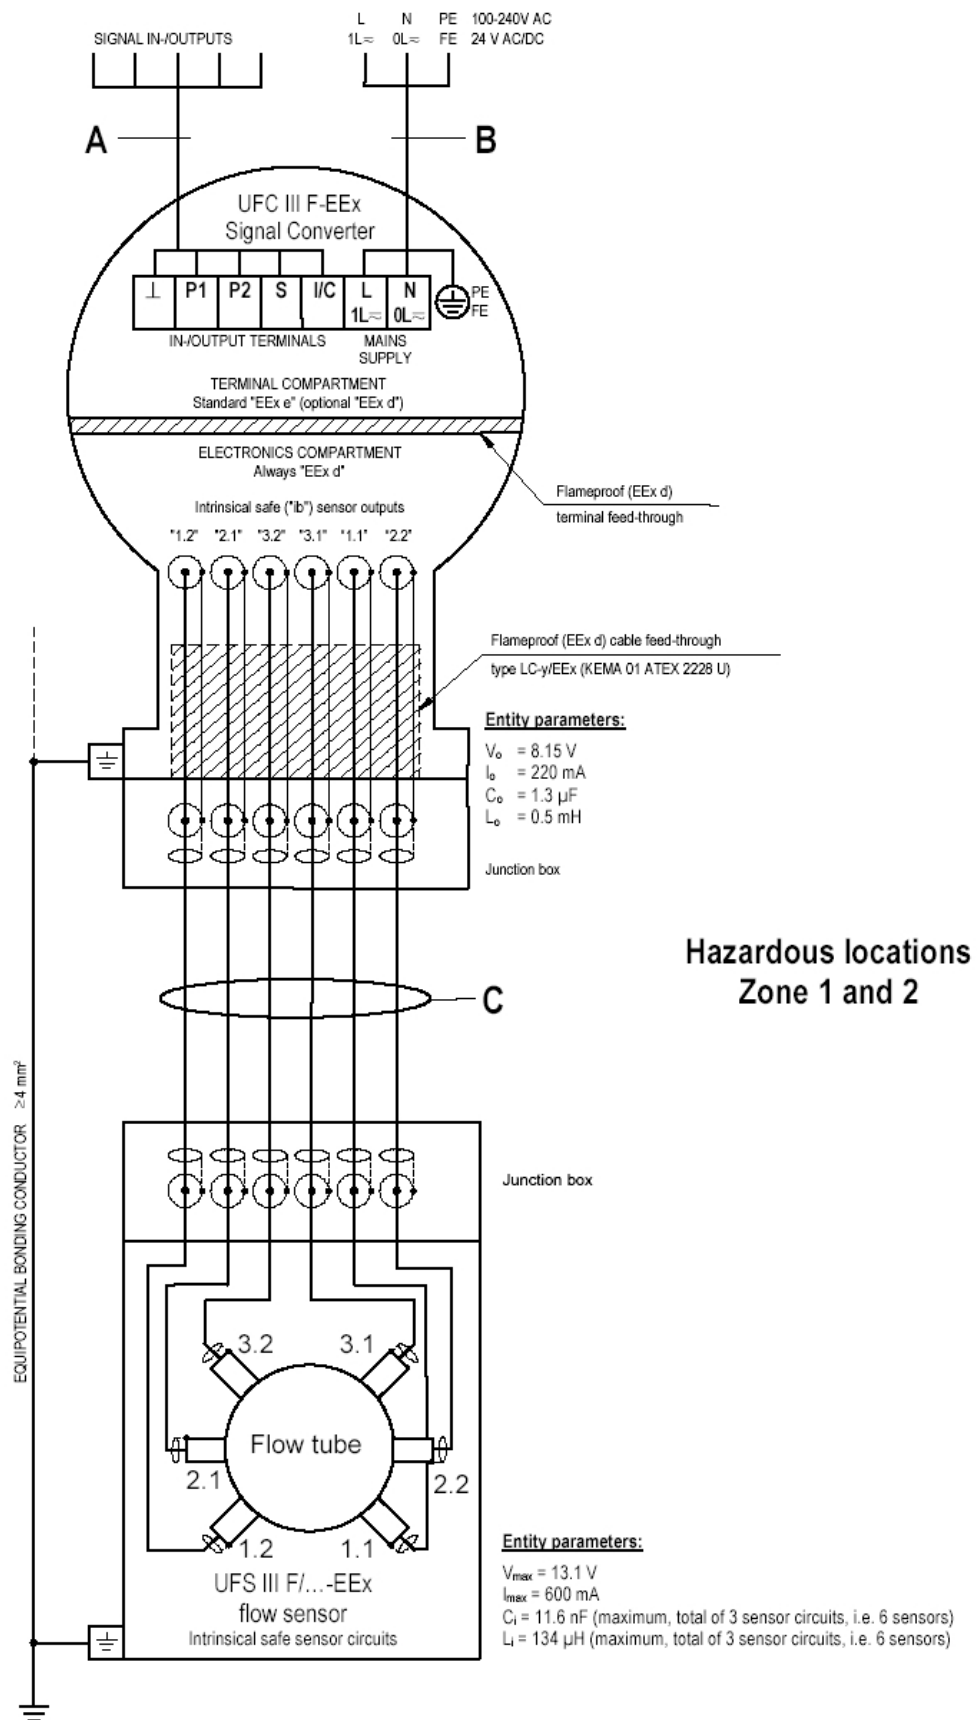 L N PE 100-240V AC
SIGNAL IN-/OUTPUTS 1L≂ 0L≂ FE 24 V AC/DC
A B
UFC III F-EEx
Signal Converter
⊥ P1 P2 S I/C L N PE
1L≂ 0L≂ FE
IN-/OUTPUT TERMINALS MAINS
SUPPLY
TERMINAL COMPARTMENT
Standard "EEx e" (optional "EEx d")
ELECTRONICS COMPARTMENT
Always "EEx d"
Flameproof (EEx d)
terminal feed-through
Intrinsical safe ("ib") sensor outputs
"1.2" "2.1" "3.2" "3.1" "1.1" "2.2"
Flameproof (EEx d) cable feed-through
type LC-y/EEx (KEMA 01 ATEX 2228 U)
Entity parameters:
Vo = 8.15 V
Io = 220 mA
Co = 1.3 µF
Lo = 0.5 mH
Junction box
Hazardous locations
Zone 1 and 2
C
EQUIPOTENTIAL BONDING CONDUCTOR ≥4 mm²
Junction box
3.2 3.1
Flow tube
2.1 2.2
1.2 1.1
UFS III F/...-EEx
flow sensor
Intrinsical safe sensor circuits
Entity parameters:
Vmax = 13.1 V
Imax = 600 mA
Ci = 11.6 nF (maximum, total of 3 sensor circuits, i.e. 6 sensors)
Li = 134 µH (maximum, total of 3 sensor circuits, i.e. 6 sensors)